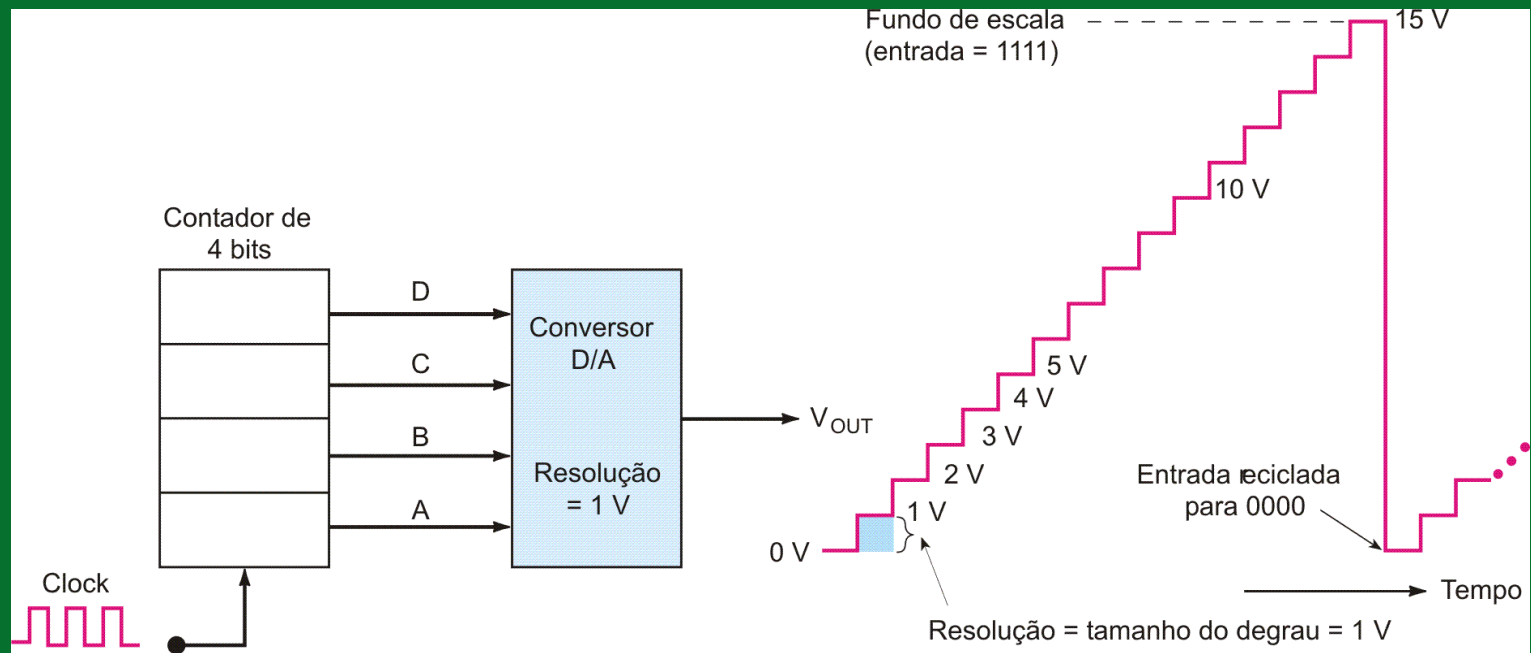 Fundo de escala
(entrada = 1111)
15 V
10 V
5 V
4 V
3 V
2 V
1 V
0 V
Contador de
4 bits
D
C
B
A
Conversor
D/A
Resolução
= 1 V
V OUT
Clock
Entrada reciclada
para 0000
Tempo
Resolução = tamanho do degrau = 1 V